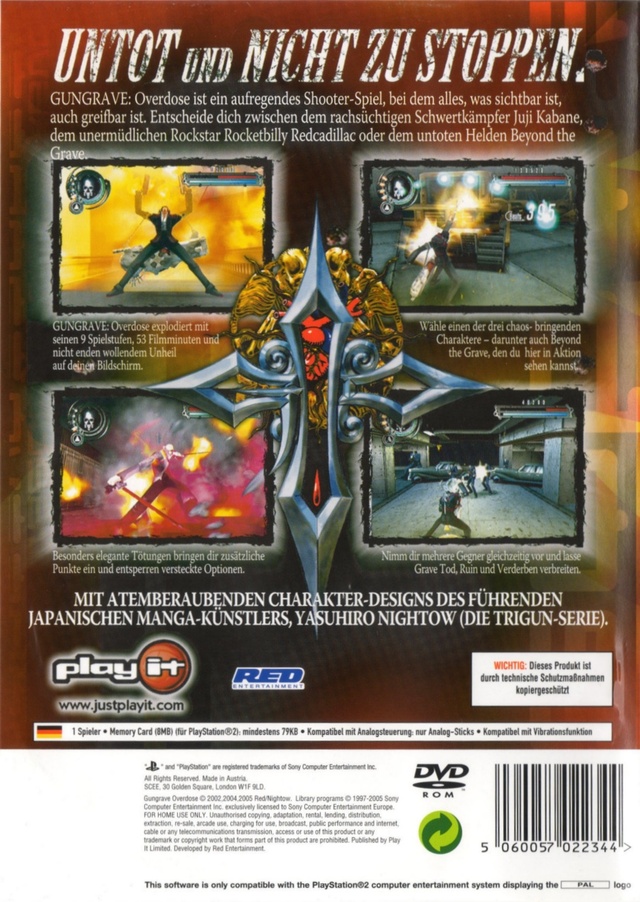 UNTOT UND NICHT ZU STOPPEN.
GUNGRAVE: Overdose ist ein aufregendes Shooter-Spiel, bei dem alles, was sichtbar ist,
auch greifbar ist. Entscheide dich zwischen dem rachsüchtigen Schwertkämpfer Juji Kabane,
dem unermüdlichen Rockstar Rocketbilly Redcadillac oder dem untoten Helden Beyond the
Grave.
395
GUNGRAVE: Overdose explodiert mit
seinen 9 Spielstufen, 53 Filmminuten und
nicht enden wollendem Unheil
auf deinen Bildschirm.
Wähle einen der drei chaos- bringenden
Charaktere – darunter auch Beyond
the Grave, den du hier in Aktion
sehen kannst.
Besonders elegante Tötungen bringen dir zusätzliche
Punkte ein und entsperren versteckte Optionen.
Nimm dir mehrere Gegner gleichzeitig vor und lasse
Grave Tod, Ruin und Verderben verbreiten.
MIT ATEMBERAUBENDEN CHARAKTER-DESIGNS DES FÜHRENDEN
JAPANISCHEN MANGA-KÜNSTLERS, YASUHIRO NIGHTOW (DIE TRIGUN-SERIE).
play it
www.justplayit.com
RED
ENTERTAINMENT
WICHTIG: Dieses Produkt ist
durch technische Schutzmaßnahmen
kopiergeschützt
1 Spieler • Memory Card (8MB) (für PlayStation®2): mindestens 79KB • Kompatibel mit Analogsteuerung: nur Analog-Sticks • Kompatibel mit Vibrationsfunktion
" " and "PlayStation" are registered trademarks of Sony Computer Entertainment Inc.
All Rights Reserved. Made in Austria.
SCEE, 30 Golden Square, London W1F 9LD.
Gungrave Overdose © 2002,2004,2005 Red/Nightow. Library programs © 1997-2005 Sony
Computer Entertainment Inc. exclusively licensed to Sony Computer Entertainment Europe.
FOR HOME USE ONLY. Unauthorised copying, adaptation, rental, lending, distribution,
extraction, re-sale, arcade use, charging for use, broadcast, public performance and internet,
cable or any telecommunications transmission, access or use of this product or any
trademark or copyright work that forms part of this product are prohibited. Published by Play
It Limited. Developed by Red Entertainment.
DVD
ROM
5 060057 022344 >
This software is only compatible with the PlayStation®2 computer entertainment system displaying the PAL logo